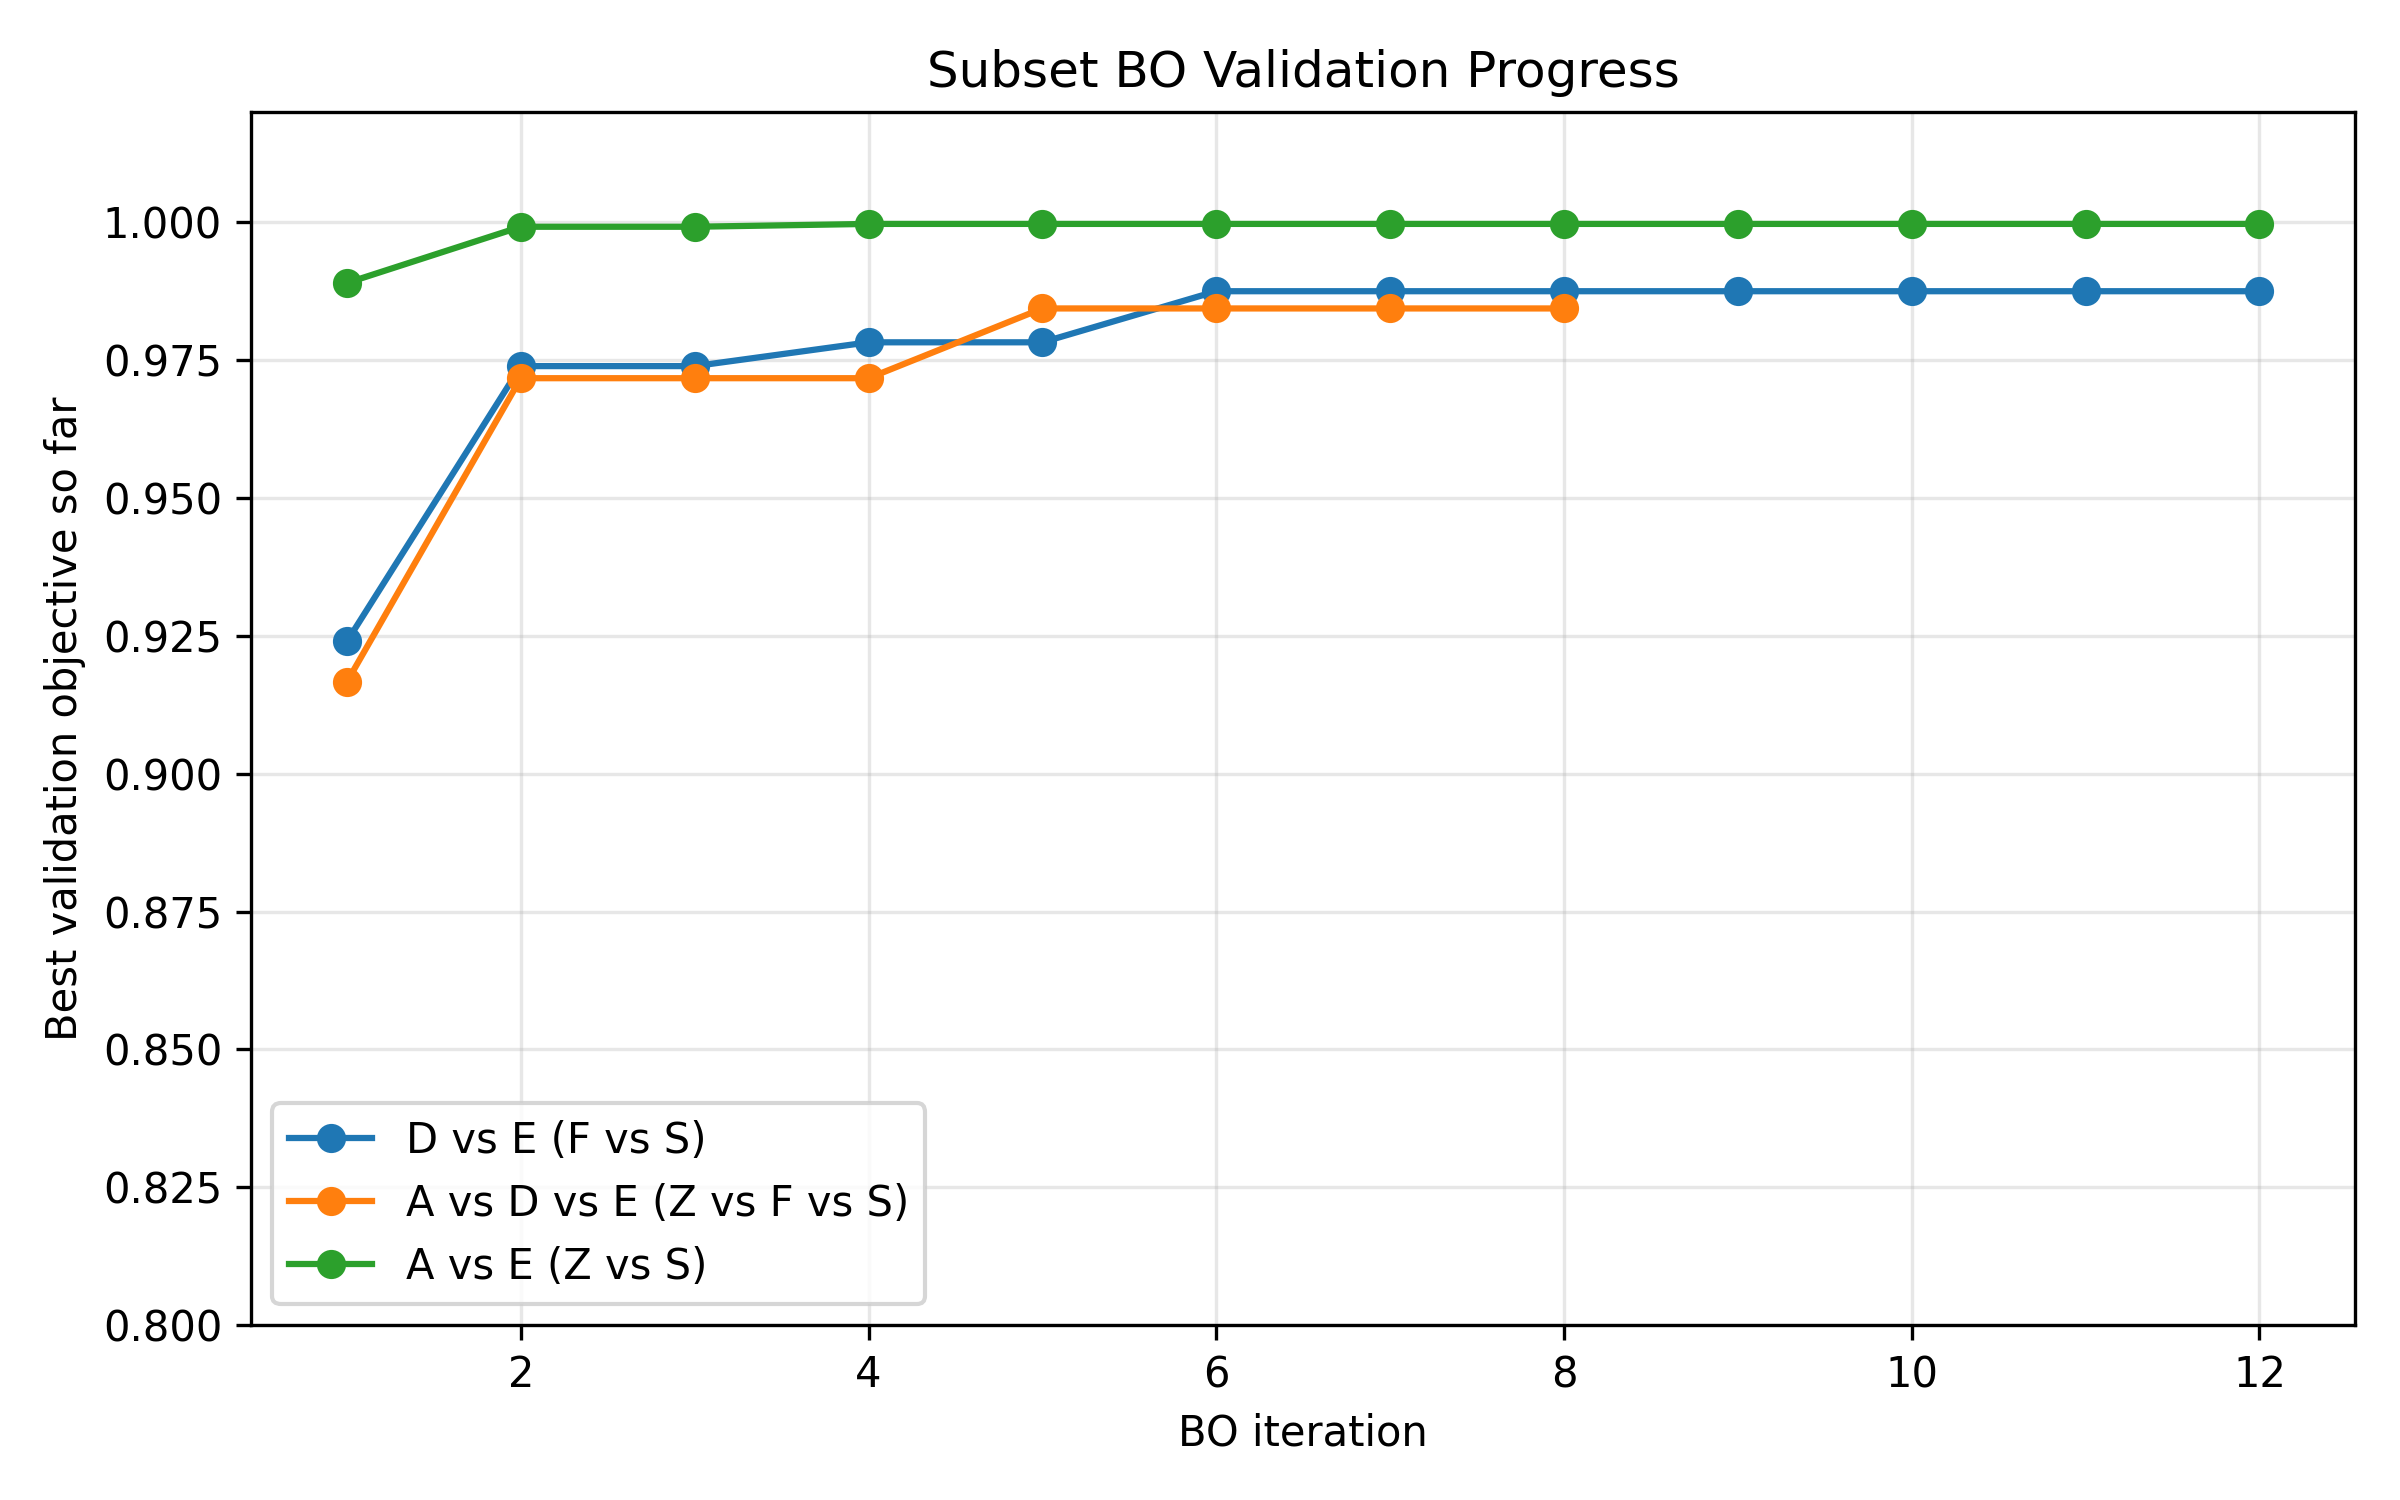 Subset BO Validation Progress
Best validation objective so far
1.000
0.975
0.950
0.925
0.900
0.875
0.850
0.825
0.800
D vs E (F vs S)
A vs D vs E (Z vs F vs S)
A vs E (Z vs S)
2 4 6 8 10 12
BO iteration